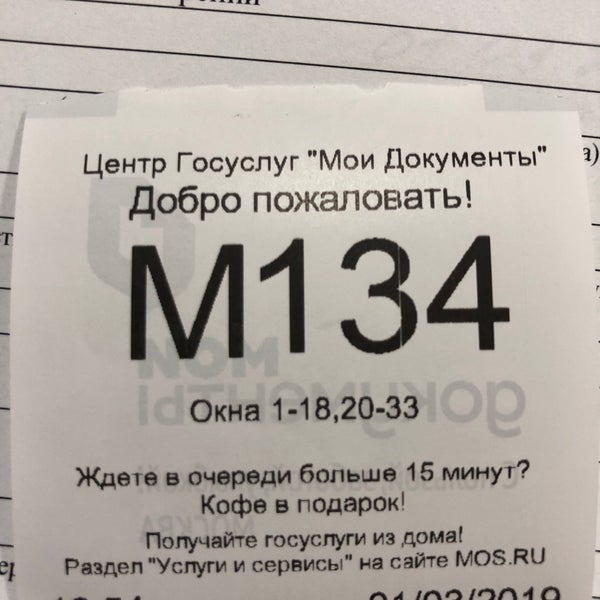 Центр Госуслуг "Мои Документы"
Добро пожаловать!
М134
Окна 1-18,20-33
Ждете в очереди больше 15 минут?
Кофе в подарок!
Получайте госуслуги из дома!
Раздел "Услуги и сервисы" на сайте MOS.RU